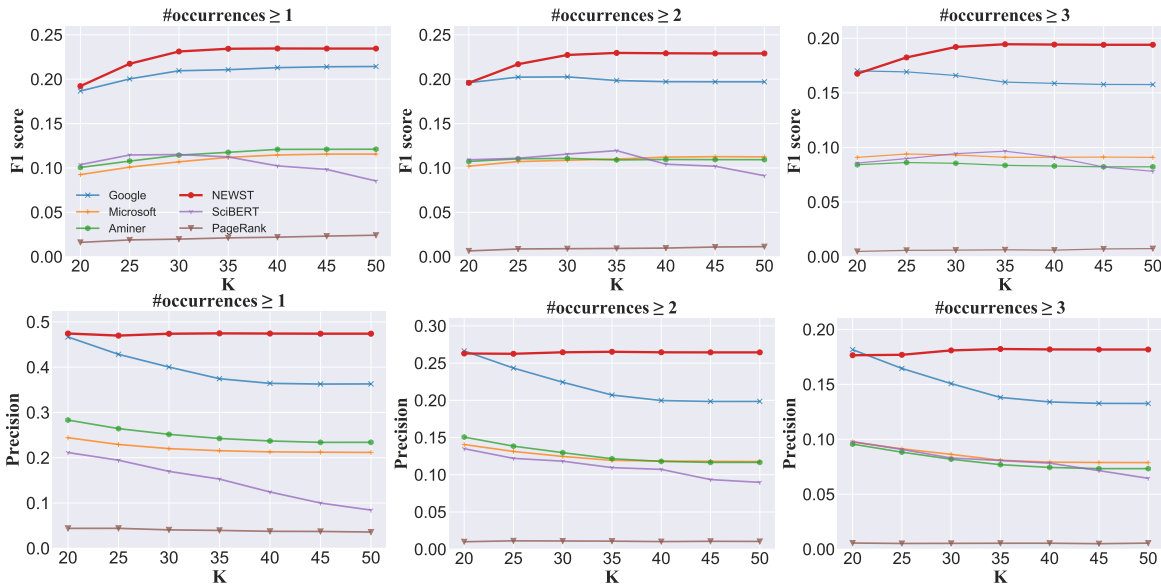 #occurrences ≥ 1
0.25
0.20
0.15
0.10
0.05
0.00
F1 score
Google
Microsoft
Aminer
NEWST
SciBERT
PageRank
20 25 30 35 40 45 50
K
#occurrences ≥ 2
0.25
0.20
0.15
0.10
0.05
0.00
F1 score
20 25 30 35 40 45 50
K
#occurrences ≥ 3
0.20
0.15
0.10
0.05
0.00
F1 score
20 25 30 35 40 45 50
K
#occurrences ≥ 1
0.5
0.4
0.3
0.2
0.1
0.0
Precision
20 25 30 35 40 45 50
K
#occurrences ≥ 2
0.30
0.25
0.20
0.15
0.10
0.05
0.00
Precision
20 25 30 35 40 45 50
K
#occurrences ≥ 3
0.20
0.15
0.10
0.05
0.00
Precision
20 25 30 35 40 45 50
K